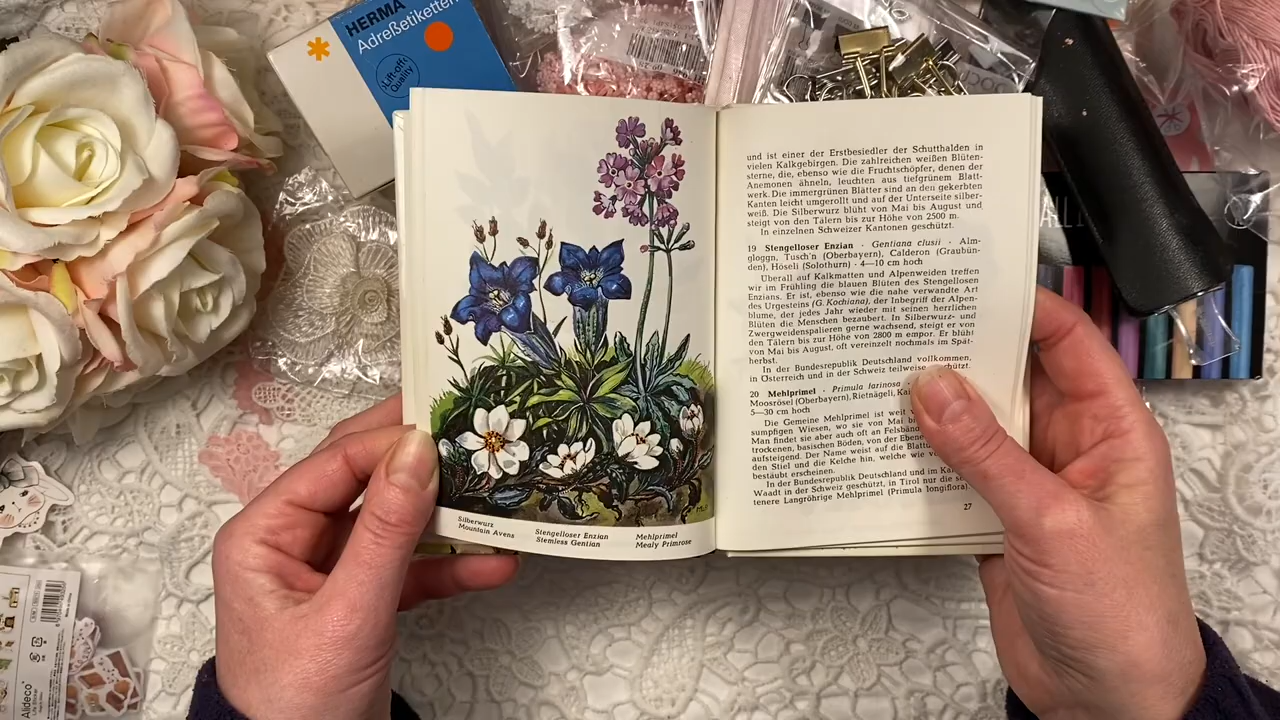 HERMA
Adreßetiketten
Lift-off
Quality
und ist einer der Erstbesiedler der Schutthalden in
vielen Kalkgebirgen. Die zahlreichen weißen Blüten-
sterne, die, ebenso wie die Fruchtschöpfer, denen der
Anemonen ähneln, leuchten aus tiefgrünem Blatt-
werk. Die immergrünen Blätter sind an den gekerbten
Kanten leicht umgerollt und auf der Unterseite silber-
weiß. Die Silberwurz blüht von Mai bis August und
steigt von den Tälern bis zur Höhe von 2500 m.
In einzelnen Schweizer Kantonen geschützt.
19 Stengelloser Enzian · Gentiana clusii · Alm-
gloggn, Tusch'n (Oberbayern), Calderon (Graubün-
den), Höseli (Solothurn) · 4—10 cm hoch
Überall auf Kalkmatten und Alpenweiden treffen
wir im Frühling die blauen Blüten des Stengellosen
Enzians. Er ist, ebenso wie die nahe verwandte Art
des Urgesteins (G. Kochiana), der Inbegriff der Alpen-
blume, der jedes Jahr wieder mit seinen herrlichen
Blüten die Menschen bezaubert. In Silberwurz- und
Zwergweidenspalieren gerne wachsend, steigt er von
den Tälern bis zur Höhe von 2800 m empor. Er blüht
von Mai bis August, oft vereinzelt nochmals im Spät-
herbst.
In der Bundesrepublik Deutschland vollkommen,
in Österreich und in der Schweiz teilweise geschützt.
20 Mehlprimel · Primula farinosa ·
Moosrösel (Oberbayern), Rietnägeli,
5—30 cm hoch
Die Gemeine Mehlprimel ist weit
sumpfigen Wiesen, wo sie von Mai
Man findet sie aber auch oft an
trockenen, basischen Böden, von der
aufsteigend. Der Name weist auf die
den Stiel und die Kelche hin, welche wie
bestäubt erscheinen.
In der Bundesrepublik Deutschland und im
Waadt in der Schweiz geschützt, in Tirol nur die
tenere Langröhrige Mehlprimel (Primula longiflora)
27
Silberwurz
Mountain Avens
Stengelloser Enzian
Stemless Gentian
Mehlprimel
Mealy Primrose
Alideco